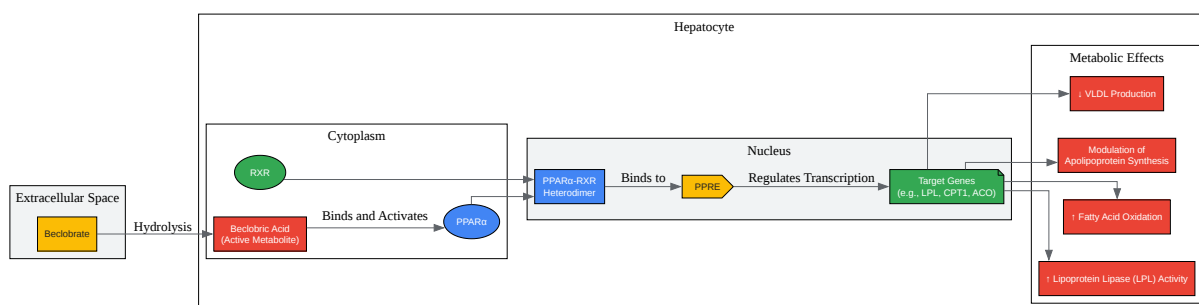 Hepatocyte
Metabolic Effects
↓ VLDL Production
Cytoplasm
Nucleus
Modulation of
Apolipoprotein Synthesis
RXR
PPARα-RXR
Heterodimer
Binds to
PPRE
Regulates Transcription
Target Genes
(e.g., LPL, CPT1, ACO)
Extracellular Space
Beclobrate
Hydrolysis
Beclobric Acid
(Active Metabolite)
Binds and Activates
PPARα
↑ Fatty Acid Oxidation
↑ Lipoprotein Lipase (LPL) Activity